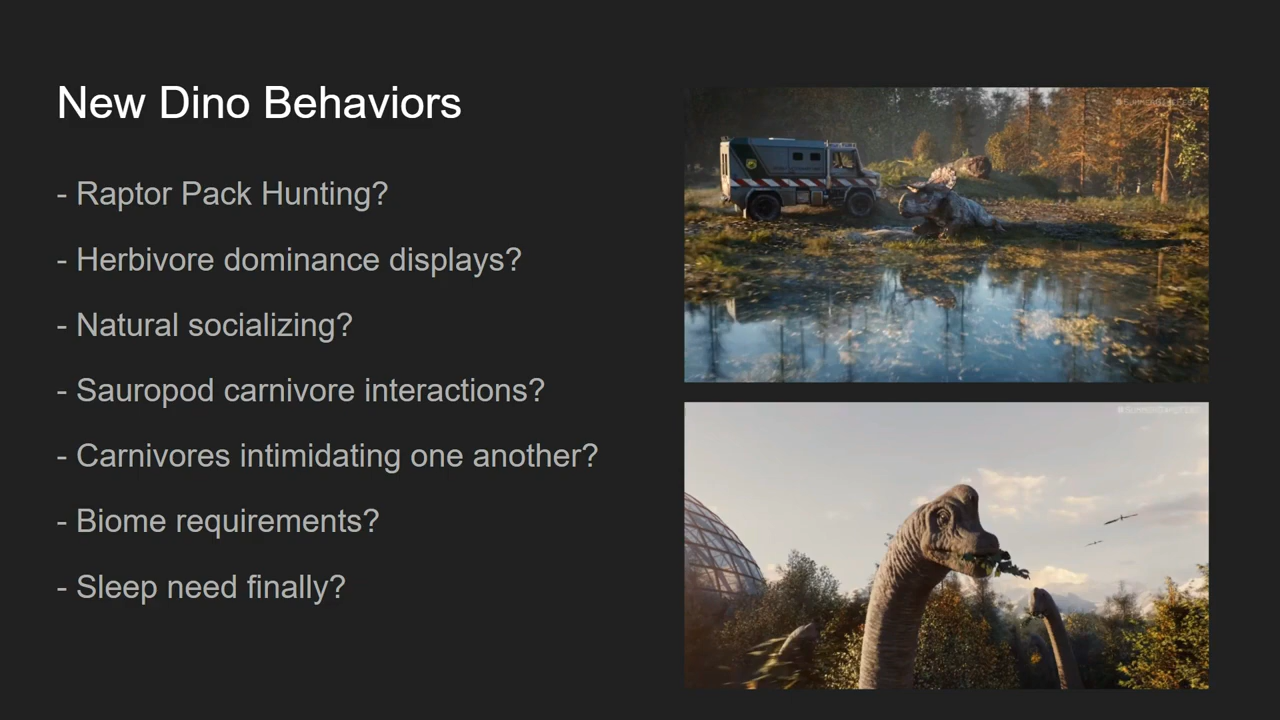 New Dino Behaviors
- Raptor Pack Hunting?
- Herbivore dominance displays?
- Natural socializing?
- Sauropod carnivore interactions?
- Carnivores intimidating one another?
- Biome requirements?
- Sleep need finally?